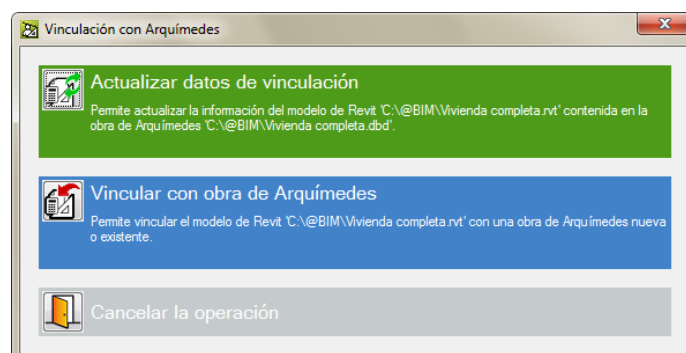 Vinculación con Arquímedes
Actualizar datos de vinculación
Permite actualizar la información del modelo de Revit 'C:\@BIM\Vivienda completa.rvt' contenida en la
obra de Arquímedes 'C:\@BIM\Vivienda completa.dbd'.
Vincular con obra de Arquímedes
Permite vincular el modelo de Revit 'C:\@BIM\Vivienda completa.rvt' con una obra de Arquímedes nueva
o existente.
Cancelar la operación